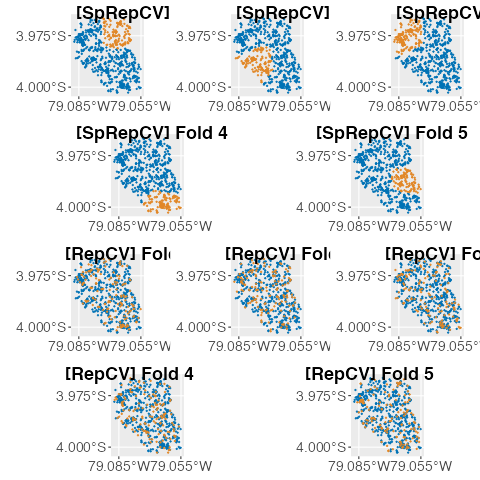 [SpRepCV] [SpRepCV] [SpRepCV
3.975°S 3.975°S 3.975°S
4.000°S 4.000°S 4.000°S
79.085°W79.055°W 79.085°W79.055°W 79.085°W79.055°W
[SpRepCV] Fold 4 [SpRepCV] Fold 5
3.975°S 3.975°S
4.000°S 4.000°S
79.085°W79.055°W 79.085°W79.055°W
[RepCV] Fol [RepCV] Fol [RepCV] Fo
3.975°S 3.975°S 3.975°S
4.000°S 4.000°S 4.000°S
79.085°W79.055°W 79.085°W79.055°W 79.085°W79.055°W
[RepCV] Fold 4 [RepCV] Fold 5
3.975°S 3.975°S
4.000°S 4.000°S
79.085°W79.055°W 79.085°W79.055°W